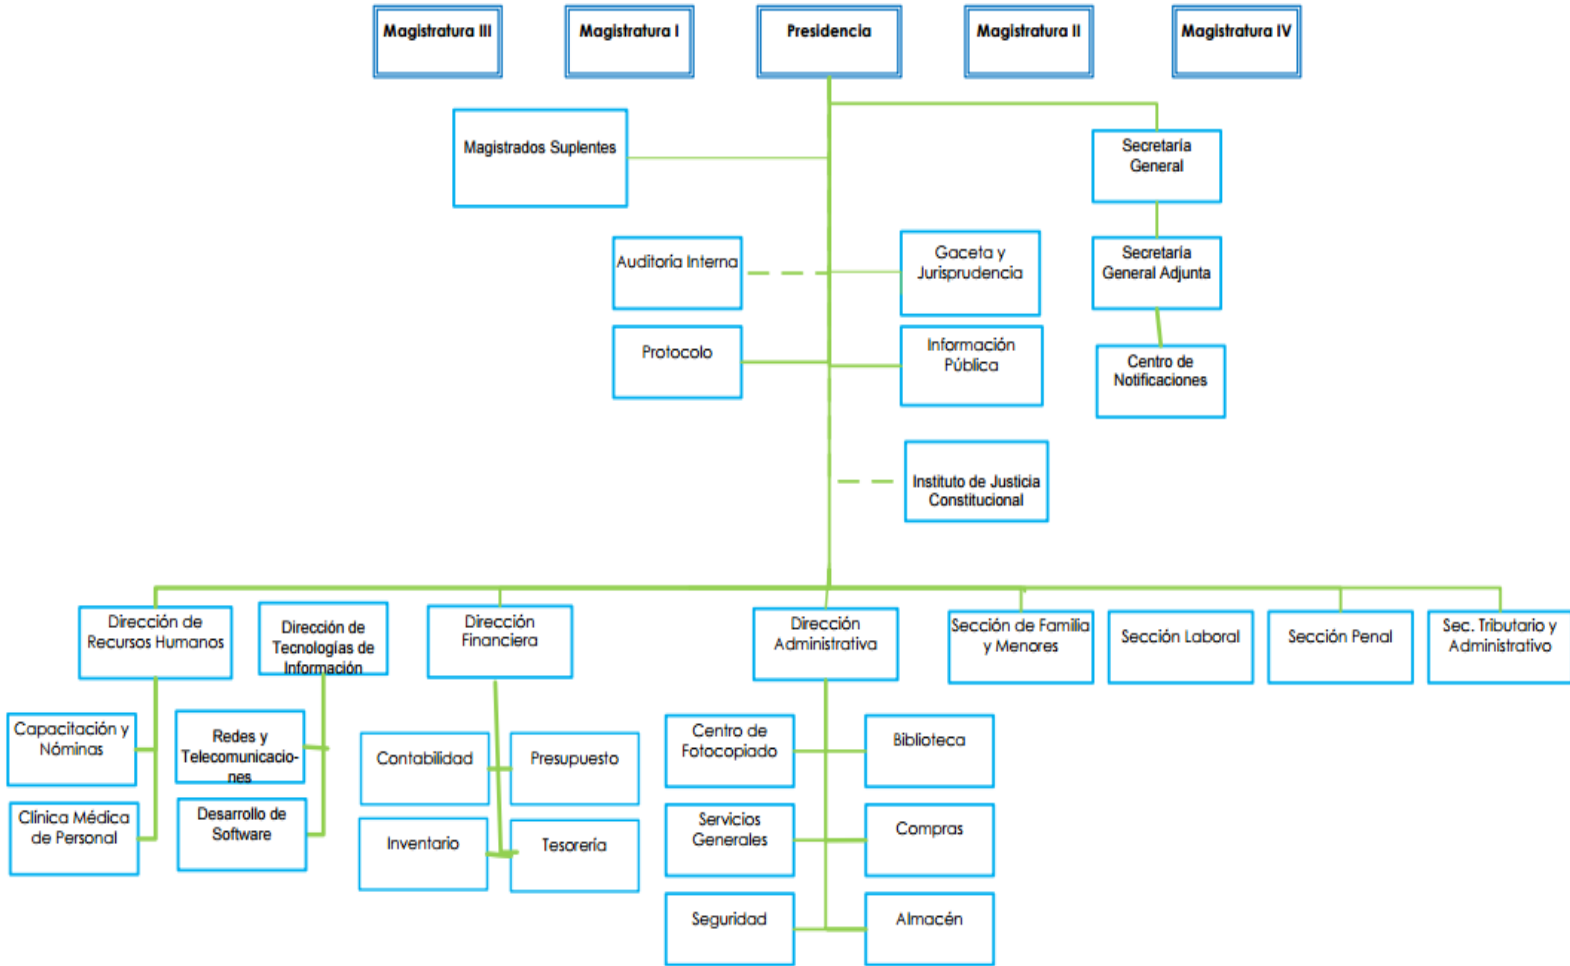 Magistratura III
Magistratura I
Presidencia
Magistratura II
Magistratura IV
Magistrados Suplentes
Secretaría
General
Auditoría Interna
Gaceta y
Jurisprudencia
Secretaría
General Adjunta
Protocolo
Información
Pública
Centro de
Notificaciones
Instituto de Justicia
Constitucional
Dirección de
Recursos Humanos
Dirección de
Tecnologías de
Información
Dirección
Financiera
Dirección
Administrativa
Sección de Familia
y Menores
Sección Laboral
Sección Penal
Sec. Tributario y
Administrativo
Capacitación y
Nóminas
Redes y
Telecomunicacio-
nes
Contabilidad
Presupuesto
Centro de
Fotocopiado
Biblioteca
Clínica Médica
de Personal
Desarrollo de
Software
Inventario
Tesorería
Servicios
Generales
Compras
Seguridad
Almacén